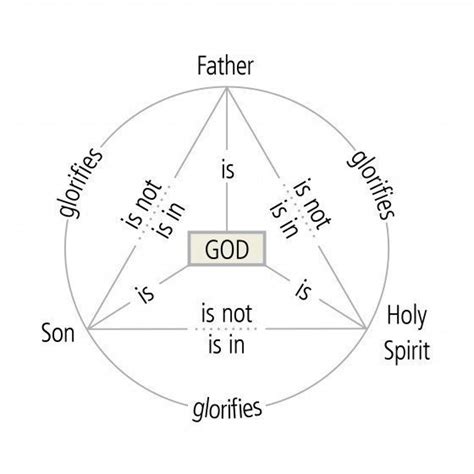 Father
glorifies
glorifies
is not
is in
is
is not
is in
GOD
is
is
Son
is not
is in
Holy
Spirit
glorifies